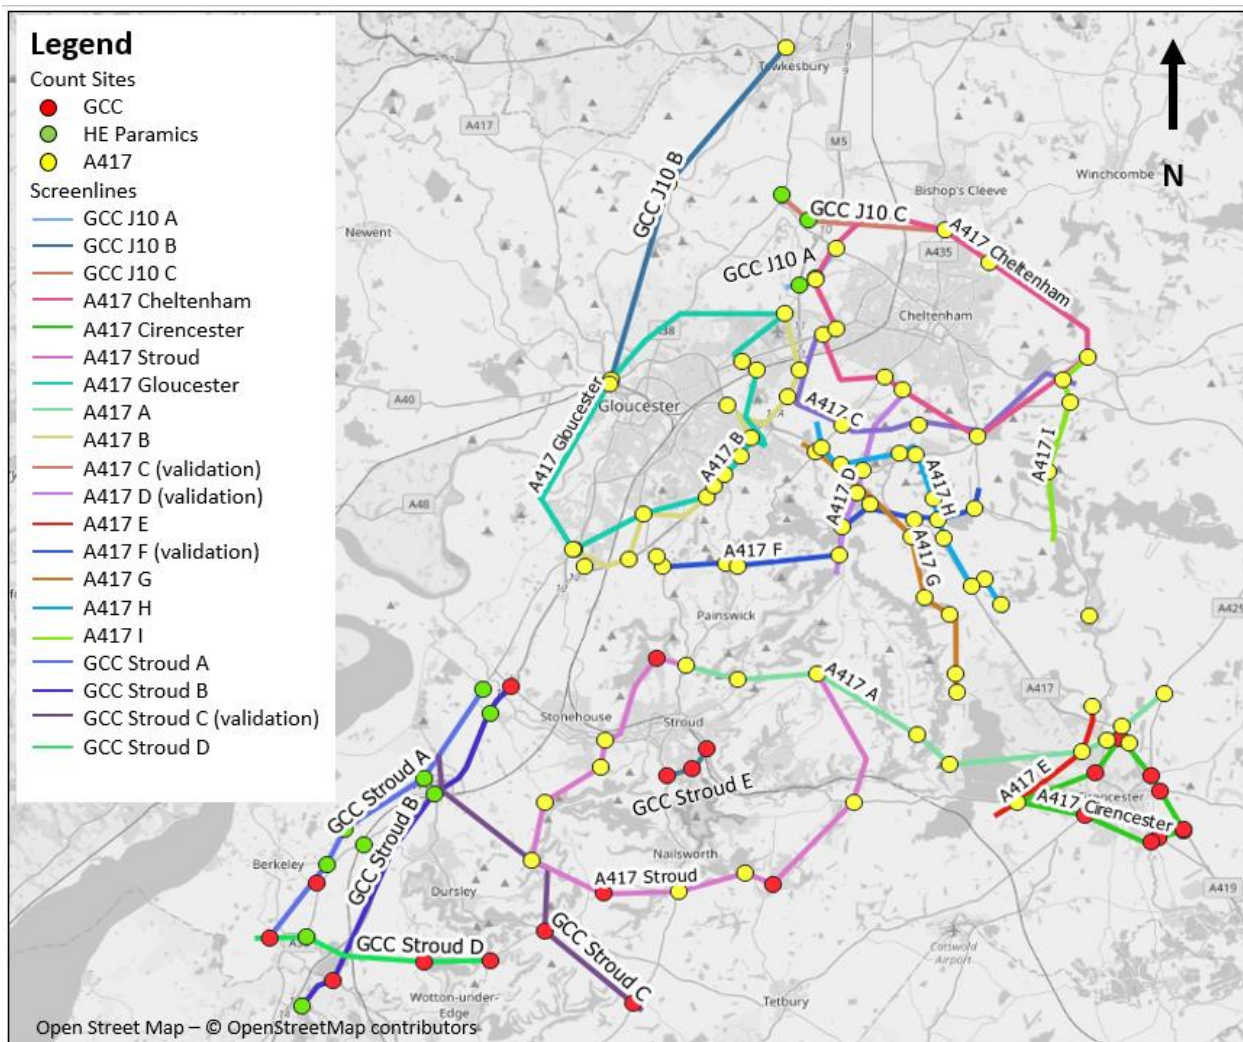 Legend
Count Sites
GCC
HE Paramics
A417
Screenlines
GCC J10 A
GCC J10 B
GCC J10 C
A417 Cheltenham
A417 Cirencester
A417 Stroud
A417 Gloucester
A417 A
A417 B
A417 C (validation)
A417 D (validation)
A417 E
A417 F (validation)
A417 G
A417 H
A417 I
GCC Stroud A
GCC Stroud B
GCC Stroud C (validation)
GCC Stroud D
N
Tewkesbury
A417
M5
Winchcombe
Bishop's Cleeve
GCC J10 B
GCC J10 C
A417 Cheltenham
Newent
A435
GCC J10 A
Cheltenham
A417 Gloucester
A40
Gloucester
A417 C
A417 B
A417 I
A48
A417 D
A417 H
A417 F
A417 G
Painswick
A429
A417 A
A417
Stonehouse
Stroud
GCC Stroud A
GCC Stroud E
A417 E
A417 Cirencester
GCC Stroud B
Berkeley
Nailsworth
Dursley
A417 Stroud
A419
GCC Stroud D
GCC Stroud C
Cotswold
Airport
Wotton-under-
Edge
Tetbury
Open Street Map – © OpenStreetMap contributors